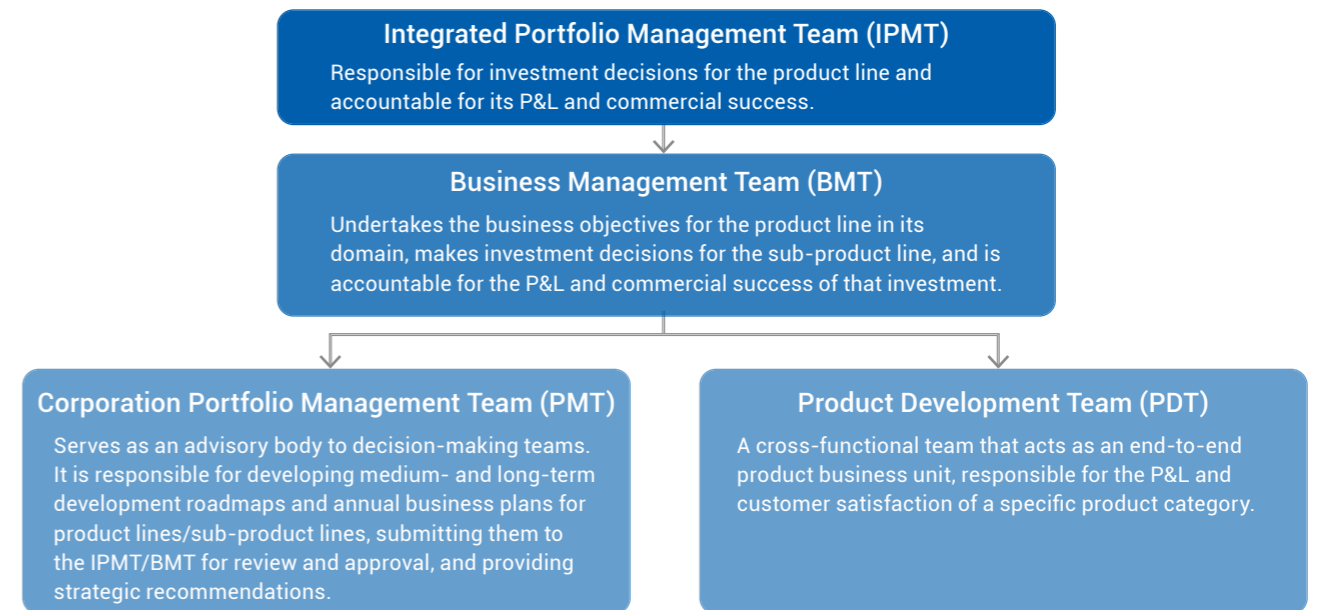 Integrated Portfolio Management Team (IPMT)
Responsible for investment decisions for the product line and
accountable for its P&L and commercial success.
Business Management Team (BMT)
Undertakes the business objectives for the product line in its
domain, makes investment decisions for the sub-product line, and is
accountable for the P&L and commercial success of that investment.
Corporation Portfolio Management Team (PMT)
Serves as an advisory body to decision-making teams.
It is responsible for developing medium- and long-term
development roadmaps and annual business plans for
product lines/sub-product lines, submitting them to
the IPMT/BMT for review and approval, and providing
strategic recommendations.
Product Development Team (PDT)
A cross-functional team that acts as an end-to-end
product business unit, responsible for the P&L and
customer satisfaction of a specific product category.